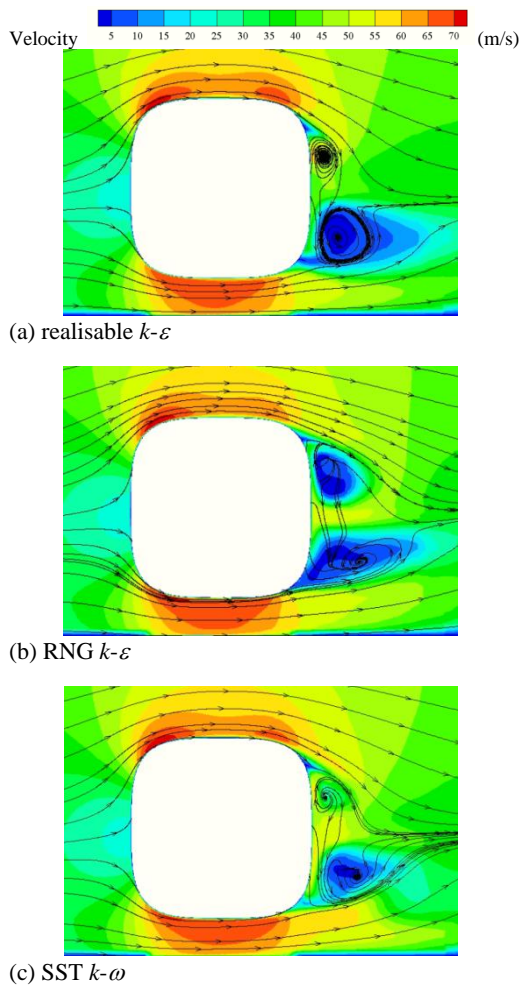 5 10 15 20 25 30 35 40 45 50 55 60 65 70
Velocity (m/s)
(a) realisable k-ε
(b) RNG k-ε
(c) SST k-ω